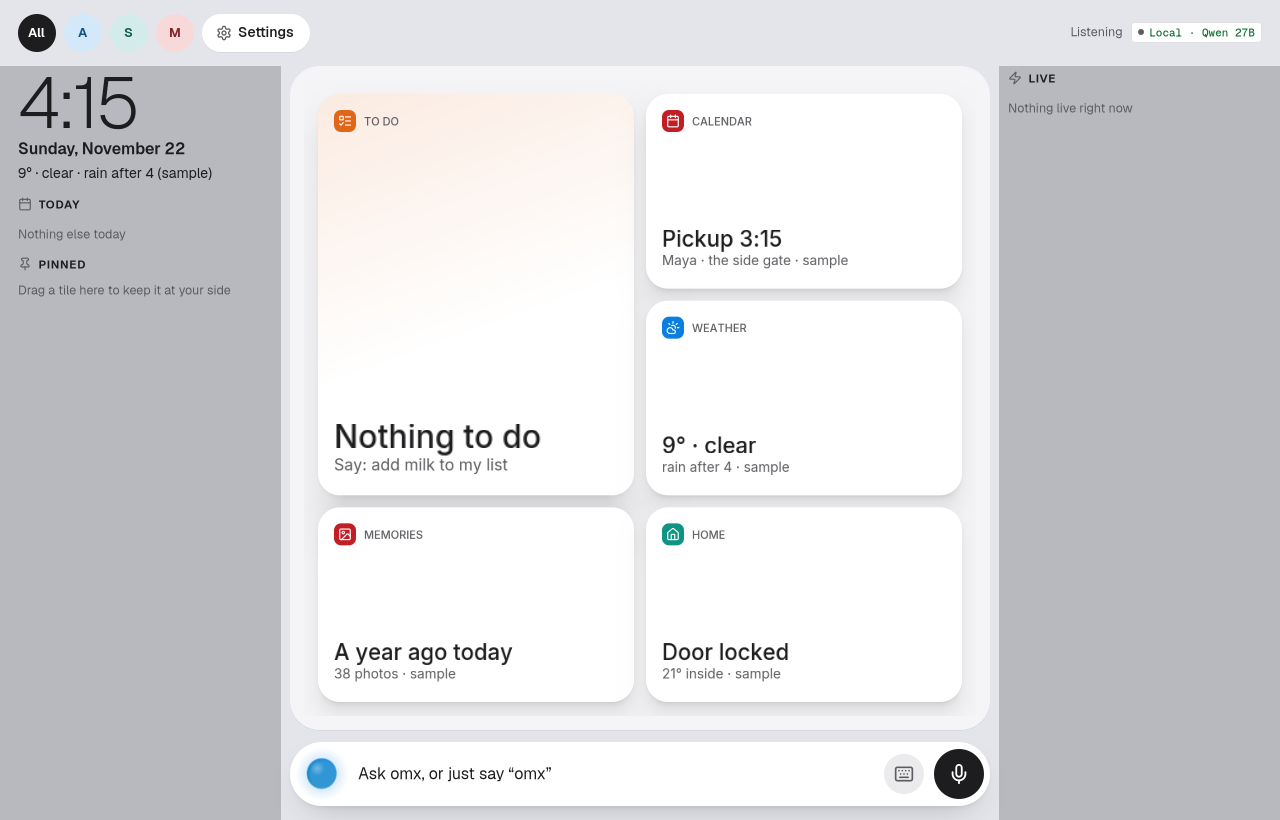 All
A
S
M
Settings
Listening
Local · Qwen 27B
4:15
Sunday, November 22
9° · clear · rain after 4 (sample)
TODAY
Nothing else today
PINNED
Drag a tile here to keep it at your side
TO DO
Nothing to do
Say: add milk to my list
CALENDAR
Pickup 3:15
Maya · the side gate · sample
WEATHER
9° · clear
rain after 4 · sample
MEMORIES
A year ago today
38 photos · sample
HOME
Door locked
21° inside · sample
LIVE
Nothing live right now
Ask omx, or just say “omx”